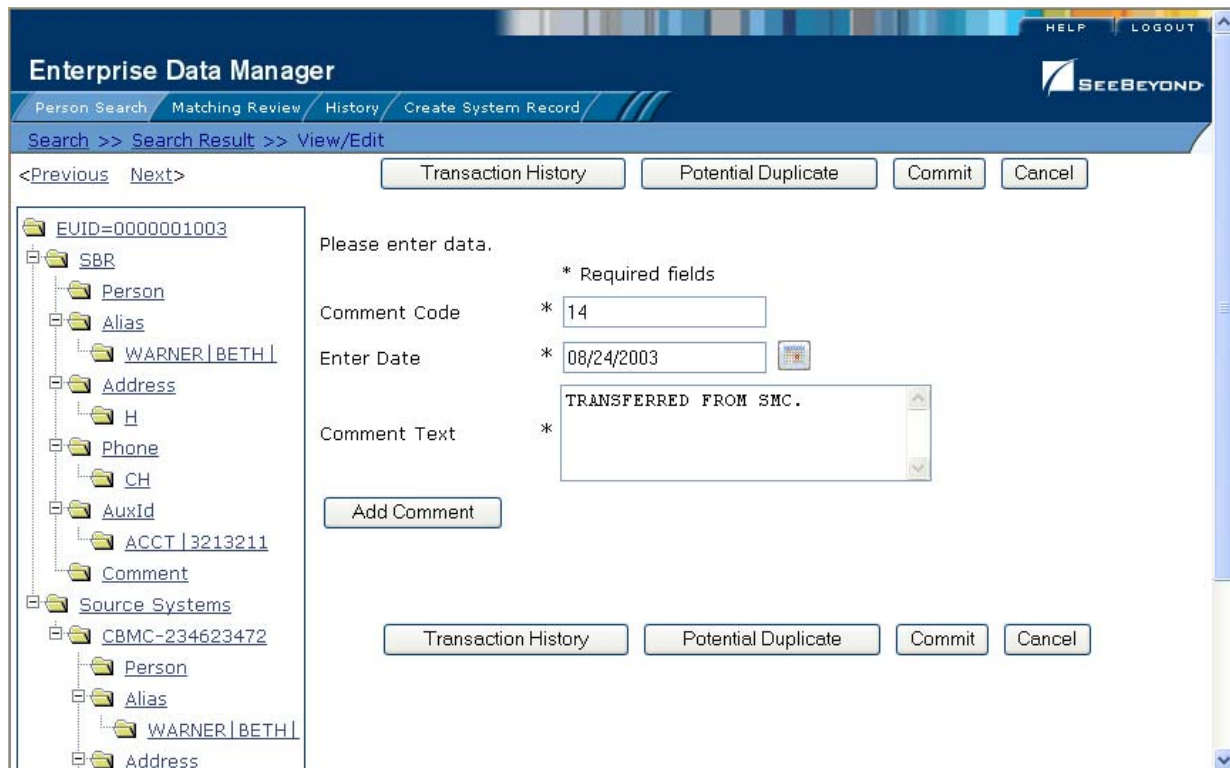 HELP LOGOUT
Enterprise Data Manager
SEEBEYOND
Person Search Matching Review History Create System Record
Search >> Search Result >> View/Edit
<Previous Next>
Transaction History Potential Duplicate Commit Cancel
EUID=0000001003
SBR
Person
Alias
WARNER|BETH|
Address
H
Phone
CH
AuxId
ACCT|3213211
Comment
Source Systems
CBMC-234623472
Person
Alias
WARNER|BETH|
Address
Please enter data.
* Required fields
Comment Code * 14
Enter Date * 08/24/2003
Comment Text * TRANSFERRED FROM SMC.
Add Comment
Transaction History Potential Duplicate Commit Cancel